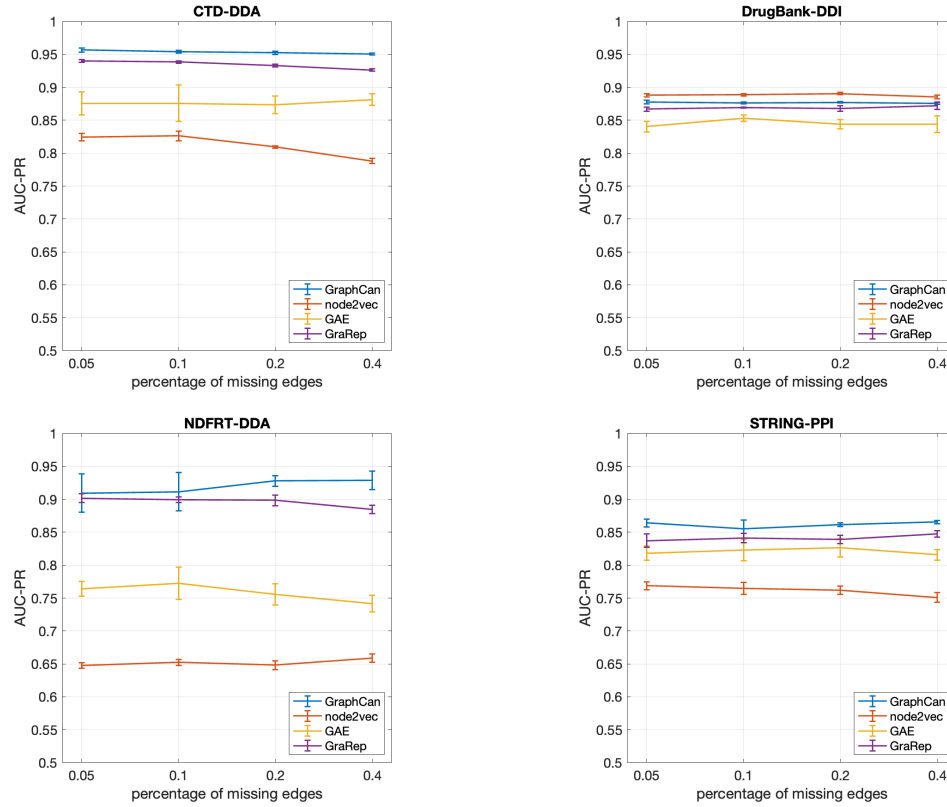 CTD-DDA
1
0.95
0.9
0.85
0.8
0.75
0.7
0.65
0.6
0.55
0.5
AUC-PR
0.05 0.1 0.2 0.4
percentage of missing edges
GraphCan
node2vec
GAE
GraRep
DrugBank-DDI
1
0.95
0.9
0.85
0.8
0.75
0.7
0.65
0.6
0.55
0.5
AUC-PR
0.05 0.1 0.2 0.4
percentage of missing edges
GraphCan
node2vec
GAE
GraRep
NDFRT-DDA
1
0.95
0.9
0.85
0.8
0.75
0.7
0.65
0.6
0.55
0.5
AUC-PR
0.05 0.1 0.2 0.4
percentage of missing edges
GraphCan
node2vec
GAE
GraRep
STRING-PPI
1
0.95
0.9
0.85
0.8
0.75
0.7
0.65
0.6
0.55
0.5
AUC-PR
0.05 0.1 0.2 0.4
percentage of missing edges
GraphCan
node2vec
GAE
GraRep